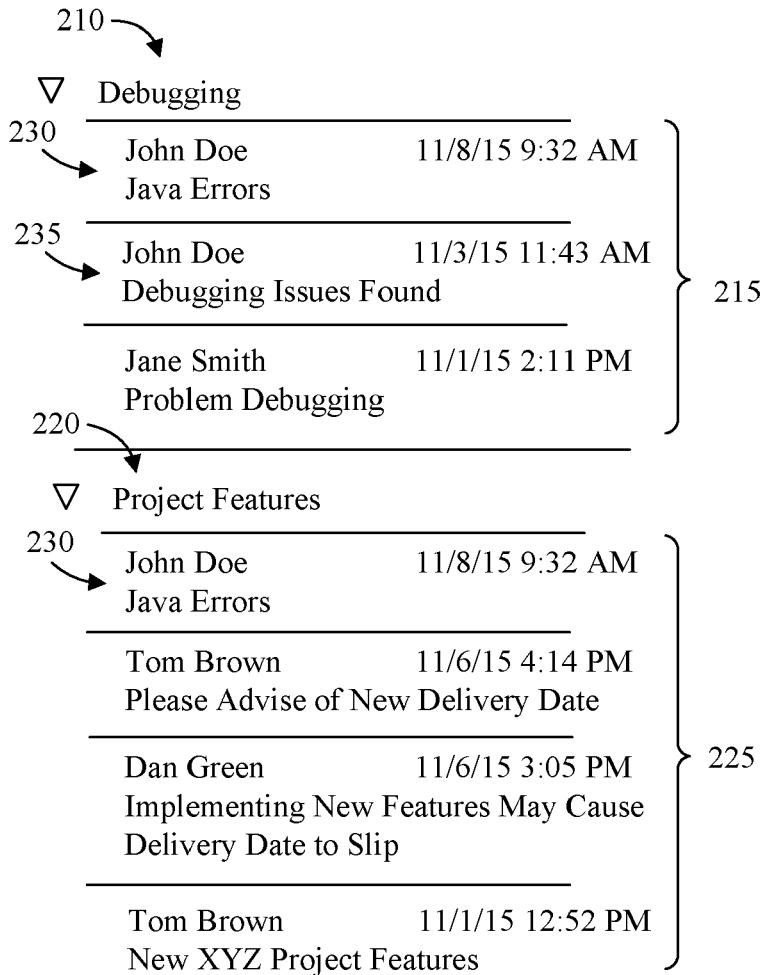 210
▽ Debugging
230
John Doe 11/8/15 9:32 AM
Java Errors
235
John Doe 11/3/15 11:43 AM
Debugging Issues Found
215
Jane Smith 11/1/15 2:11 PM
Problem Debugging
220
▽ Project Features
230
John Doe 11/8/15 9:32 AM
Java Errors
Tom Brown 11/6/15 4:14 PM
Please Advise of New Delivery Date
225
Dan Green 11/6/15 3:05 PM
Implementing New Features May Cause
Delivery Date to Slip
Tom Brown 11/1/15 12:52 PM
New XYZ Project Features